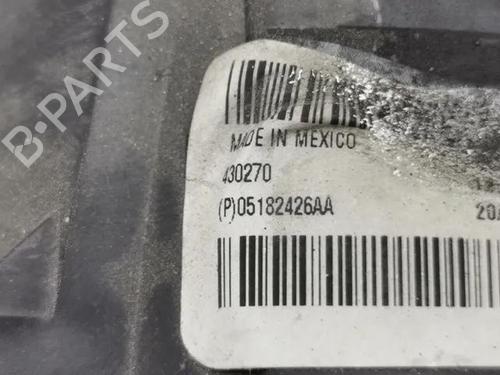 B-PARTS
MADE IN MEXICO
430270
(P)05182426AA